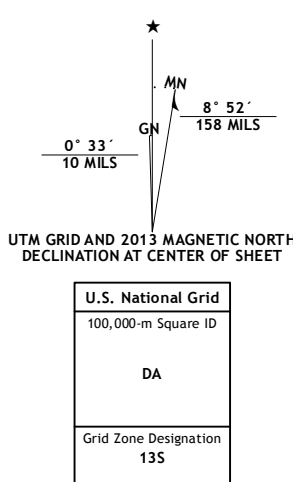 ★
MN
GN
8° 52´
158 MILS
0° 33´
10 MILS
UTM GRID AND 2013 MAGNETIC NORTH
DECLINATION AT CENTER OF SHEET
U.S. National Grid
100,000-m Square ID
DA
Grid Zone Designation
13S